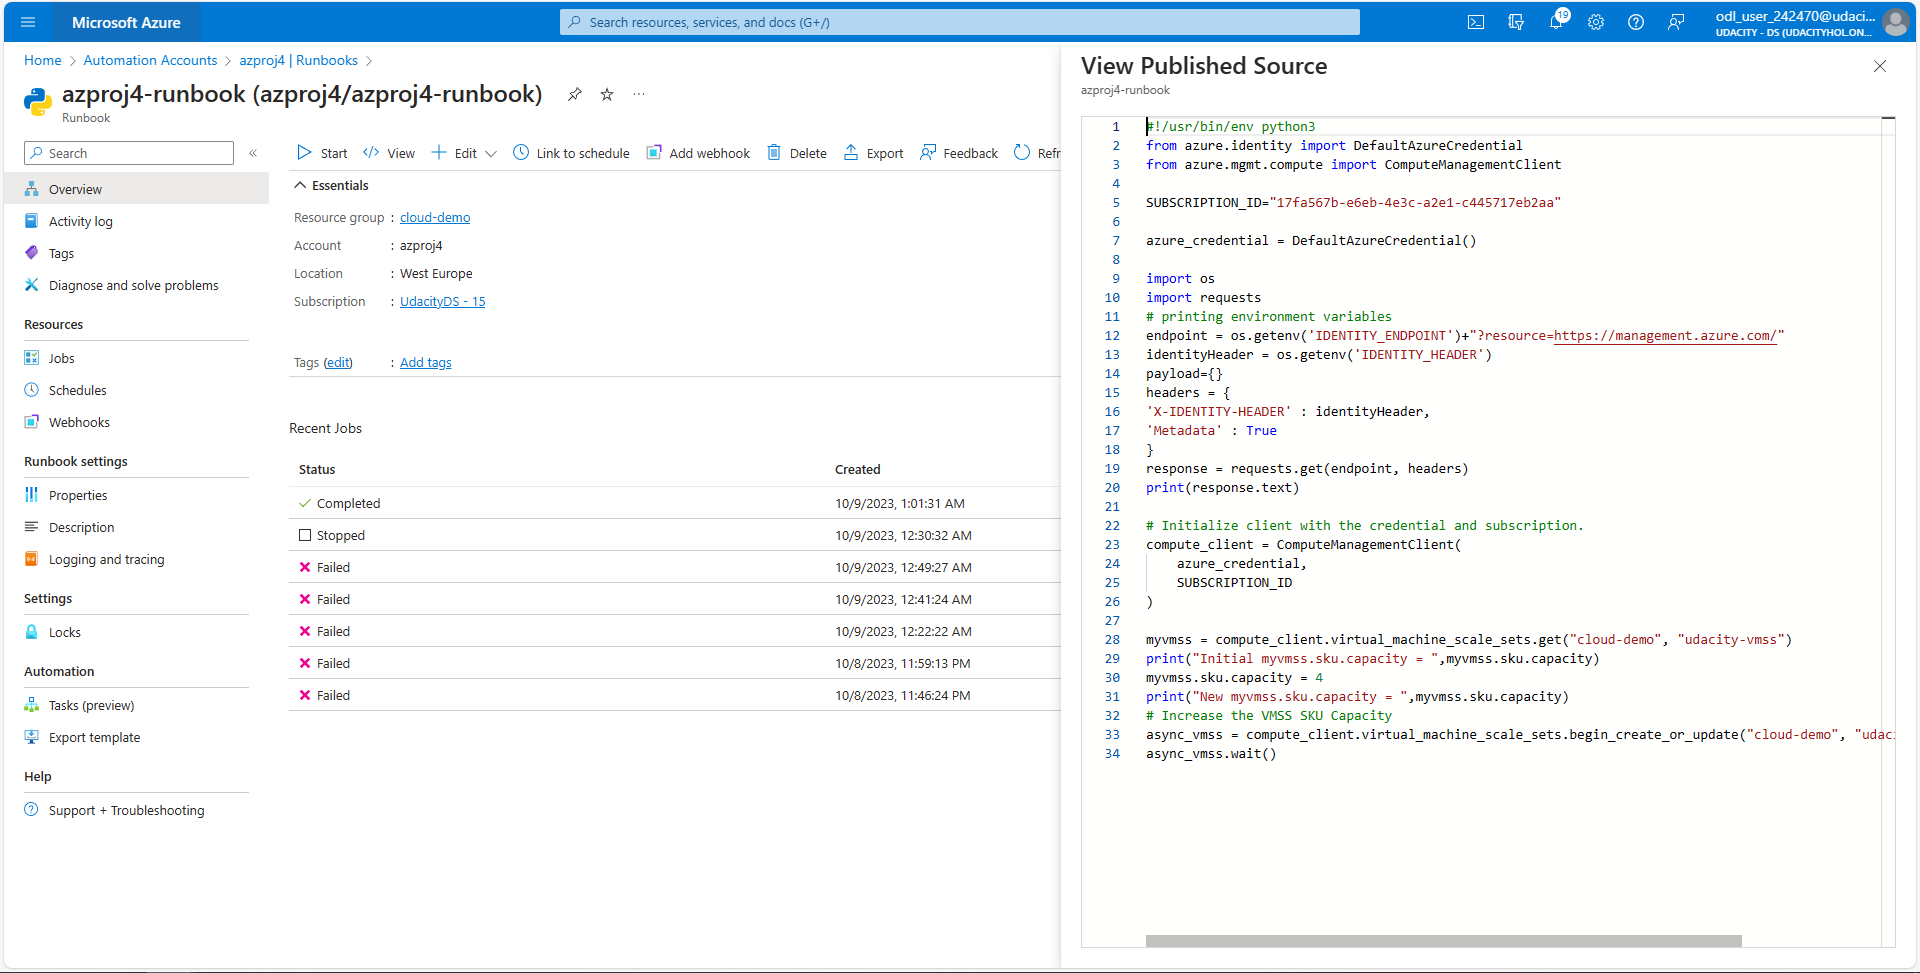 Microsoft Azure
Search resources, services, and docs (G+/)
19
odl_user_242470@udaci...
UDACITY - DS (UDACITYHOL.ON...
Home > Automation Accounts > azproj4 | Runbooks >
azproj4-runbook (azproj4/azproj4-runbook)
...
Runbook
Search
«
Overview
Activity log
Tags
Diagnose and solve problems
Resources
Jobs
Schedules
Webhooks
Runbook settings
Properties
Description
Logging and tracing
Settings
Locks
Automation
Tasks (preview)
Export template
Help
Support + Troubleshooting
Start View Edit Link to schedule Add webhook Delete Export Feedback Refr
Essentials
Resource group : cloud-demo
Account : azproj4
Location : West Europe
Subscription : UdacityDS - 15
Tags (edit) : Add tags
Recent Jobs
Status Created
Completed 10/9/2023, 1:01:31 AM
Stopped 10/9/2023, 12:30:32 AM
Failed 10/9/2023, 12:49:27 AM
Failed 10/9/2023, 12:41:24 AM
Failed 10/9/2023, 12:22:22 AM
Failed 10/8/2023, 11:59:13 PM
Failed 10/8/2023, 11:46:24 PM
View Published Source
azproj4-runbook
1 #!/usr/bin/env python3
2 from azure.identity import DefaultAzureCredential
3 from azure.mgmt.compute import ComputeManagementClient
4
5 SUBSCRIPTION_ID="17fa567b-e6eb-4e3c-a2e1-c445717eb2aa"
6
7 azure_credential = DefaultAzureCredential()
8
9 import os
10 import requests
11 # printing environment variables
12 endpoint = os.getenv('IDENTITY_ENDPOINT')+"?resource=https://management.azure.com/"
13 identityHeader = os.getenv('IDENTITY_HEADER')
14 payload={}
15 headers = {
16 'X-IDENTITY-HEADER' : identityHeader,
17 'Metadata' : True
18 }
19 response = requests.get(endpoint, headers)
20 print(response.text)
21
22 # Initialize client with the credential and subscription.
23 compute_client = ComputeManagementClient(
24     azure_credential,
25     SUBSCRIPTION_ID
26 )
27
28 myvmss = compute_client.virtual_machine_scale_sets.get("cloud-demo", "udacity-vmss")
29 print("Initial myvmss.sku.capacity = ",myvmss.sku.capacity)
30 myvmss.sku.capacity = 4
31 print("New myvmss.sku.capacity = ",myvmss.sku.capacity)
32 # Increase the VMSS SKU Capacity
33 async_vmss = compute_client.virtual_machine_scale_sets.begin_create_or_update("cloud-demo", "udaci
34 async_vmss.wait()